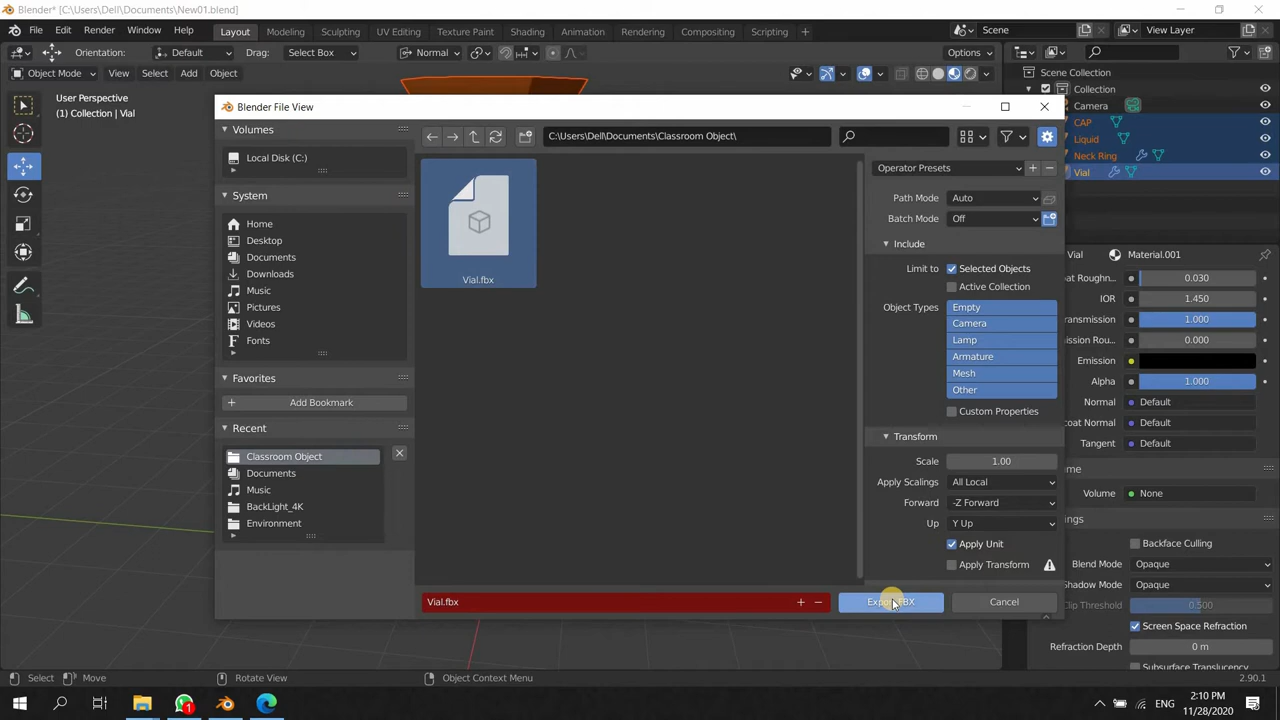 Blender* [C:\Users\Dell\Documents\New01.blend]
File Edit Render Window Help Layout Modeling Sculpting UV Editing Texture Paint Shading Animation Rendering Compositing Scripting + Scene View Layer
Orientation: Default Drag: Select Box Normal Options
Object Mode View Select Add Object
User Perspective
(1) Collection | Vial
Scene Collection
Collection
Camera
CAP
Liquid
Neck Ring
Vial
Blender File View
Volumes
Local Disk (C:)
System
Home
Desktop
Documents
Downloads
Music
Pictures
Videos
Fonts
Favorites
+ Add Bookmark
Recent
Classroom Object
Documents
Music
BackLight_4K
Environment
C:\Users\Dell\Documents\Classroom Object\
Vial.fbx
Operator Presets
Path Mode Auto
Batch Mode Off
Include
Limit to Selected Objects
Active Collection
Object Types Empty
Camera
Lamp
Armature
Mesh
Other
Custom Properties
Transform
Scale 1.00
Apply Scalings All Local
Forward -Z Forward
Up Y Up
Apply Unit
Apply Transform
Vial.fbx + − Cancel
Vial Material.001
0.030
IOR 1.450
1.000
0.000
Emission
Alpha 1.000
Normal Default
Default
Tangent Default
Volume None
Backface Culling
Blend Mode Opaque
Opaque
Clip Threshold 0.500
Screen Space Refraction
Refraction Depth 0 m
Subsurface Translucency
Select Move Rotate View Object Context Menu 2.90.1
1 ENG 2:10 PM
11/28/2020